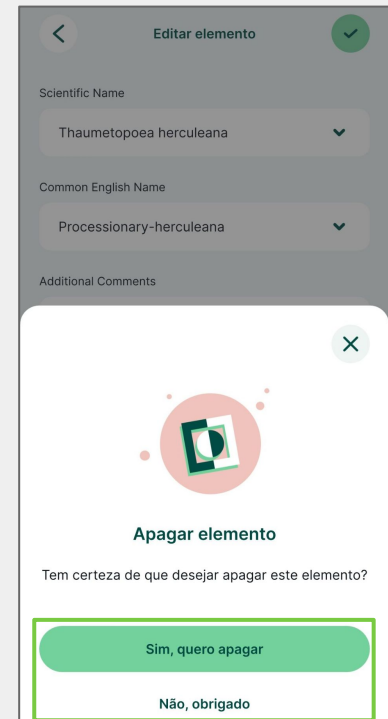 Editar elemento
Scientific Name
Thaumetopoea herculeana
Common English Name
Processionary-herculeana
Additional Comments
Apagar elemento
Tem certeza de que desejar apagar este elemento?
Sim, quero apagar
Não, obrigado